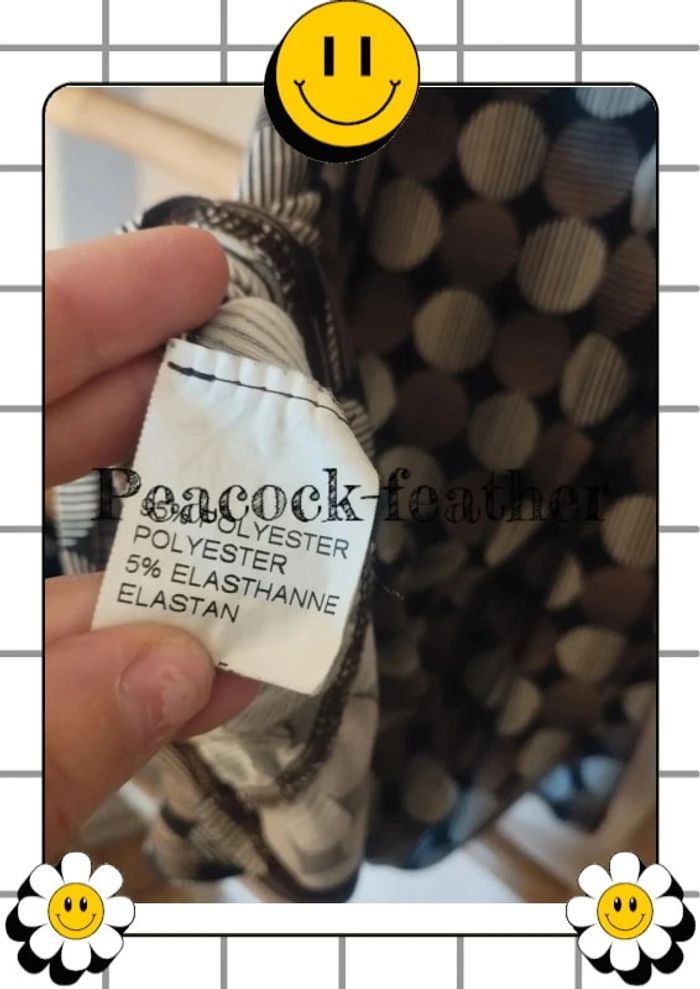 Peacock-feather
95% POLYESTER
POLYESTER
5% ELASTHANNE
ELASTAN